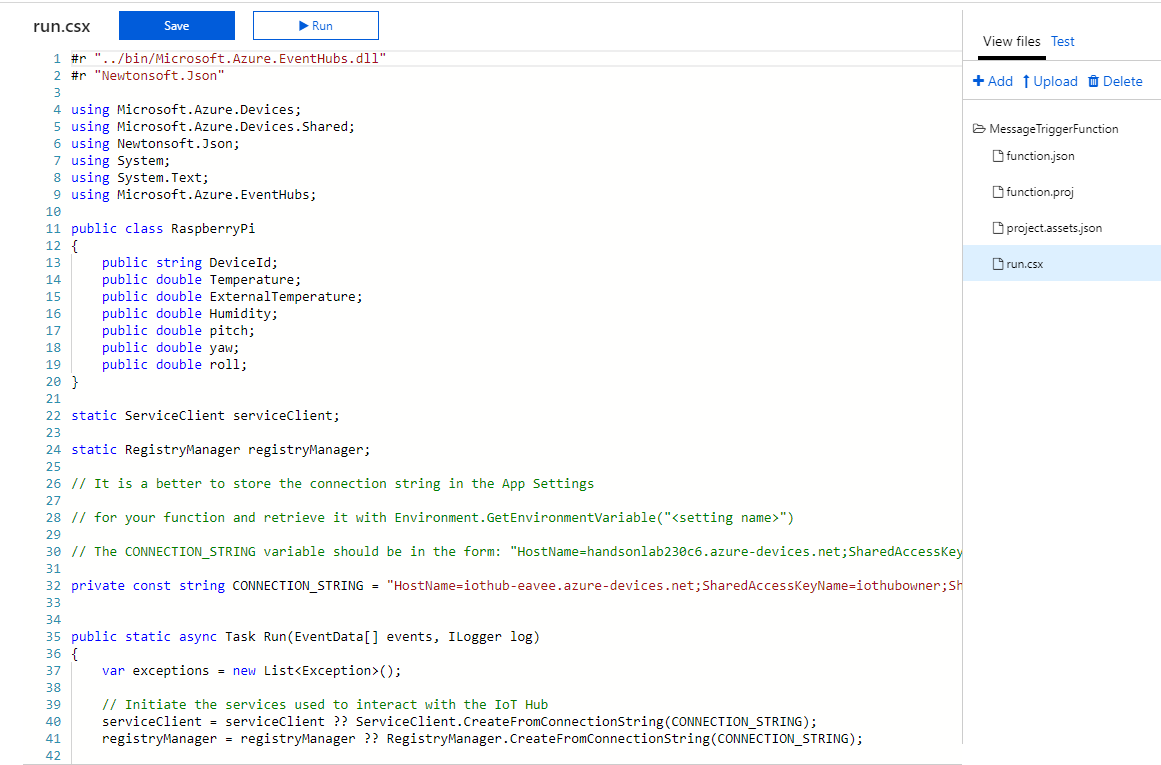 run.csx Save Run
1 #r "../bin/Microsoft.Azure.EventHubs.dll"
2 #r "Newtonsoft.Json"
3
4 using Microsoft.Azure.Devices;
5 using Microsoft.Azure.Devices.Shared;
6 using Newtonsoft.Json;
7 using System;
8 using System.Text;
9 using Microsoft.Azure.EventHubs;
10
11 public class RaspberryPi
12 {
13 public string DeviceId;
14 public double Temperature;
15 public double ExternalTemperature;
16 public double Humidity;
17 public double pitch;
18 public double yaw;
19 public double roll;
20 }
21
22 static ServiceClient serviceClient;
23
24 static RegistryManager registryManager;
25
26 // It is a better to store the connection string in the App Settings
27
28 // for your function and retrieve it with Environment.GetEnvironmentVariable("<setting name>")
29
30 // The CONNECTION_STRING variable should be in the form: "HostName=handsonlab230c6.azure-devices.net;SharedAccessKey
31
32 private const string CONNECTION_STRING = "HostName=iothub-eavee.azure-devices.net;SharedAccessKeyName=iothubowner;Sh
33
34
35 public static async Task Run(EventData[] events, ILogger log)
36 {
37 var exceptions = new List<Exception>();
38
39 // Initiate the services used to interact with the IoT Hub
40 serviceClient = serviceClient ?? ServiceClient.CreateFromConnectionString(CONNECTION_STRING);
41 registryManager = registryManager ?? RegistryManager.CreateFromConnectionString(CONNECTION_STRING);
42
View files Test
Add Upload Delete
MessageTriggerFunction
function.json
function.proj
project.assets.json
run.csx